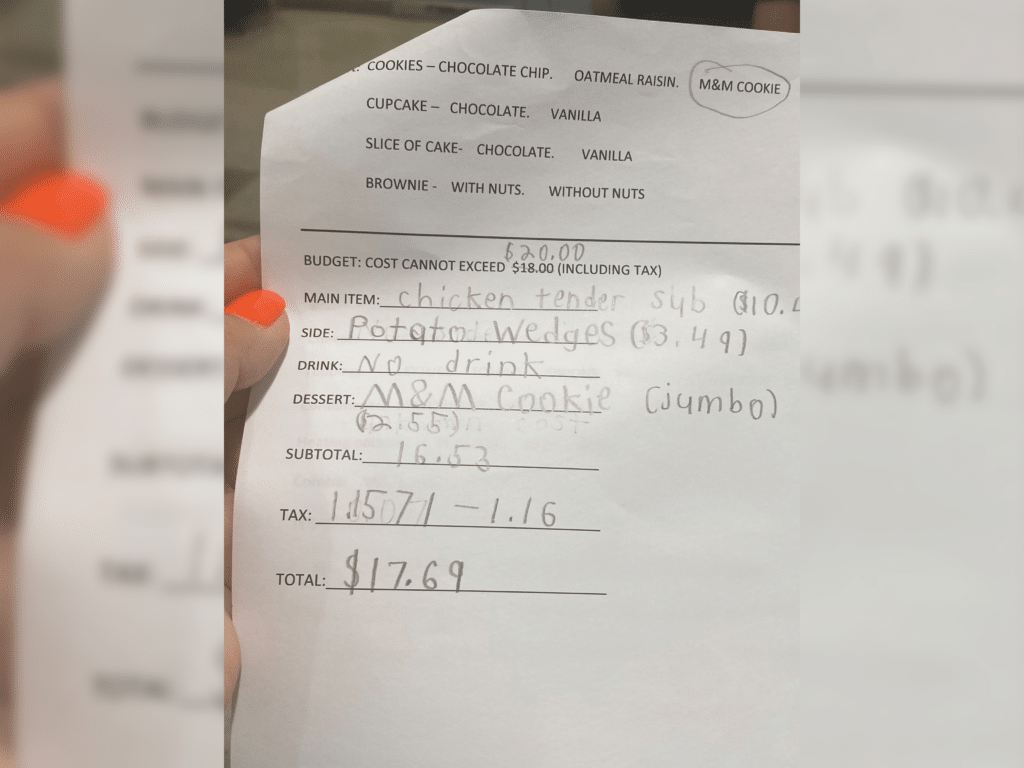 COOKIES – CHOCOLATE CHIP. OATMEAL RAISIN. M&M COOKIE
CUPCAKE – CHOCOLATE. VANILLA
SLICE OF CAKE- CHOCOLATE. VANILLA
BROWNIE - WITH NUTS. WITHOUT NUTS
$20.00
BUDGET: COST CANNOT EXCEED $18.00 (INCLUDING TAX)
MAIN ITEM: chicken tender sub ($10.4
SIDE: Potato Wedges ($3.49)
DRINK: No drink
DESSERT: M&M Cookie (jumbo)
($2.55)
SUBTOTAL: 16.53
TAX: 1.1571 – 1.16
TOTAL: $17.69